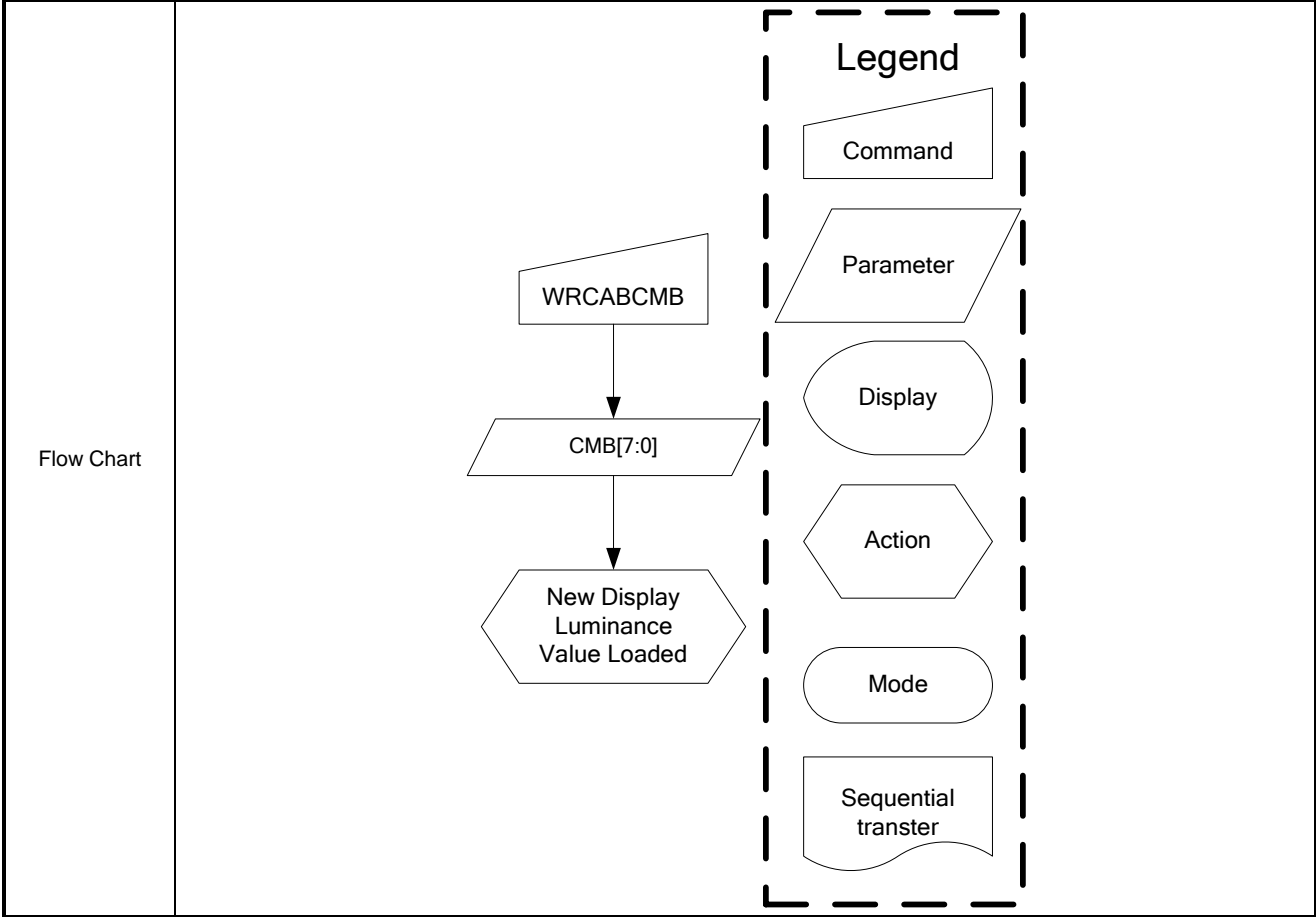 Flow Chart
WRCABCMB
CMB[7:0]
New Display
Luminance
Value Loaded
Legend
Command
Parameter
Display
Action
Mode
Sequential
transter